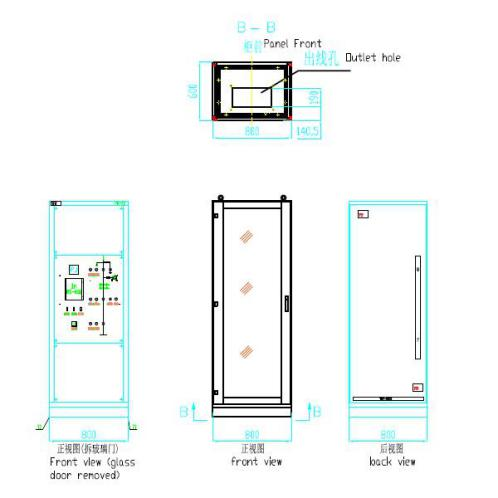 B-B
柜前 Panel Front
出线孔 Outlet hole
600
190
800
140.5
B
B
800
800
800
正视图(拆玻璃门)
Front view (glass
door removed)
正视图
front view
后视图
back view